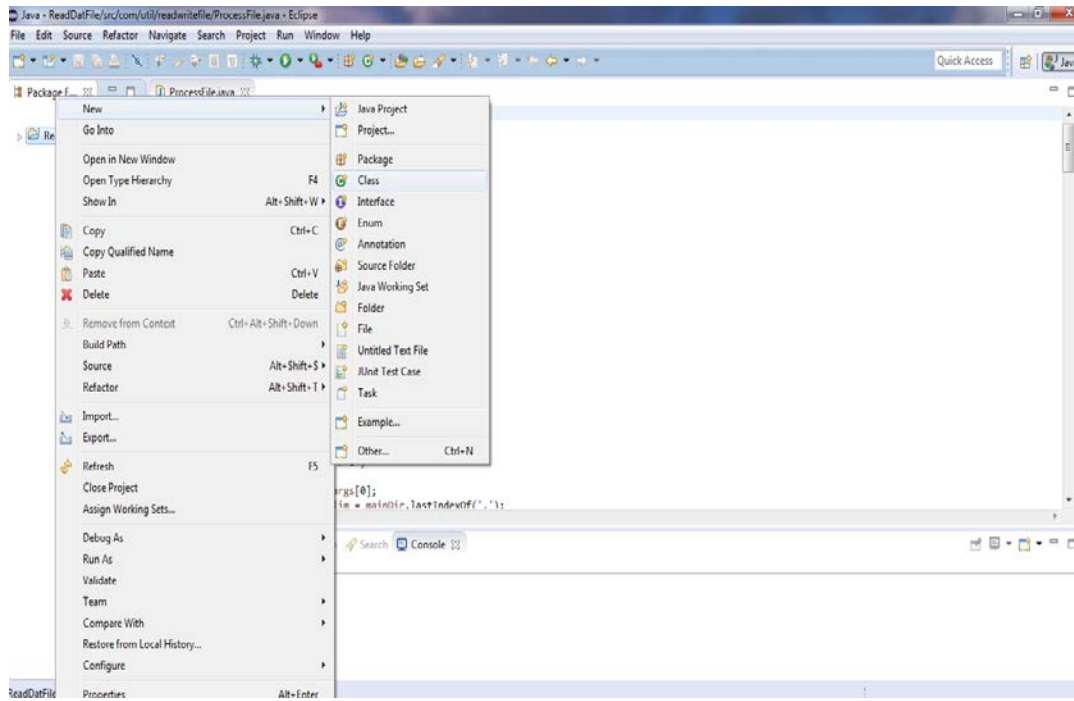 Java - ReadDatFile/src/com/util/readwritefile/ProcessFile.java - Eclipse
File Edit Source Refactor Navigate Search Project Run Window Help
Quick Access
Jav
Package E...
ProcessFile.java
Re
New
Go Into
Open in New Window
Open Type Hierarchy F4
Show In Alt+Shift+W
Copy Ctrl+C
Copy Qualified Name
Paste Ctrl+V
Delete Delete
Remove from Context Ctrl+Alt+Shift+Down
Build Path
Source Alt+Shift+S
Refactor Alt+Shift+T
Import...
Export...
Refresh F5
Close Project
Assign Working Sets...
Debug As
Run As
Validate
Team
Compare With
Restore from Local History...
Configure
Properties Alt+Enter
Java Project
Project...
Package
Class
Interface
Enum
Annotation
Source Folder
Java Working Set
Folder
File
Untitled Text File
JUnit Test Case
Task
Example...
Other... Ctrl+N
rgs[0];
im = mainDir.lastIndexOf('.');
Search Console
ReadDatFile